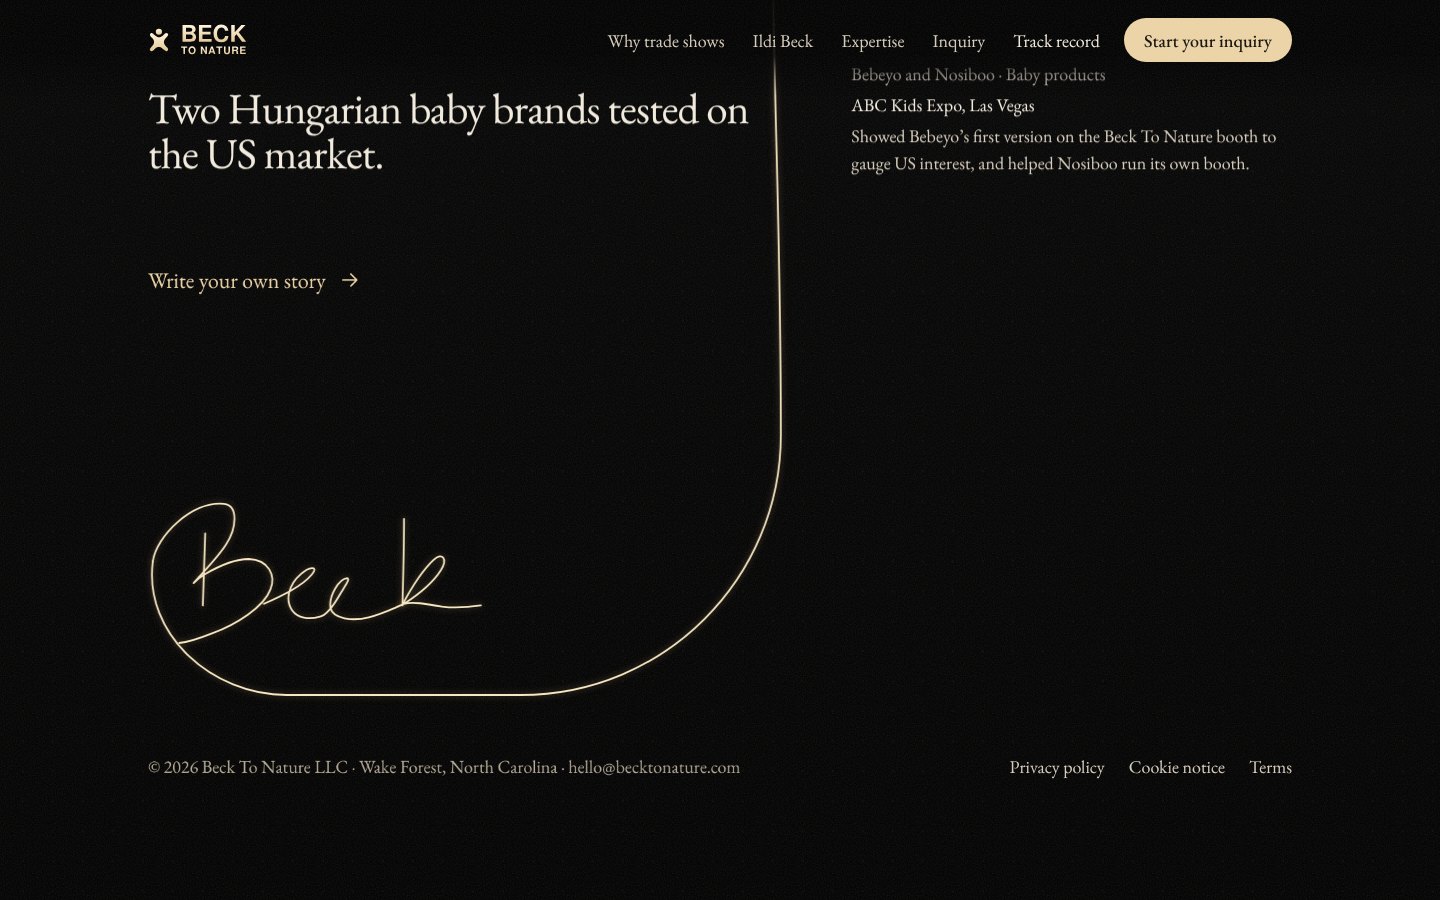 BECK
TO NATURE
Why trade shows
Ildi Beck
Expertise
Inquiry
Track record
Start your inquiry
Two Hungarian baby brands tested on
the US market.
Bebeyo and Nosiboo · Baby products
ABC Kids Expo, Las Vegas
Showed Bebeyo’s first version on the Beck To Nature booth to
gauge US interest, and helped Nosiboo run its own booth.
Write your own story
Beck
© 2026 Beck To Nature LLC · Wake Forest, North Carolina · hello@becktonature.com
Privacy policy
Cookie notice
Terms